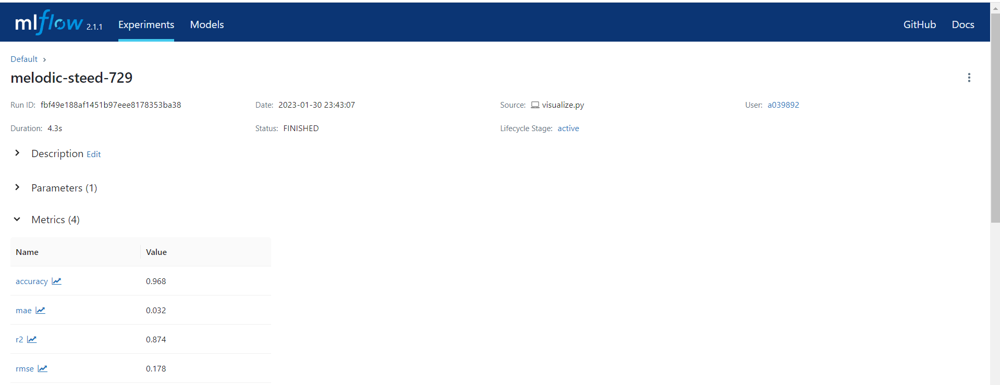 mlflow 2.1.1 Experiments Models GitHub Docs
Default
melodic-steed-729
Run ID: fbf49e188af1451b97eee8178353ba38 Date: 2023-01-30 23:43:07 Source: visualize.py User: a039892
Duration: 4.3s Status: FINISHED Lifecycle Stage: active
Description Edit
Parameters (1)
Metrics (4)
Name Value
accuracy 0.968
mae 0.032
r2 0.874
rmse 0.178